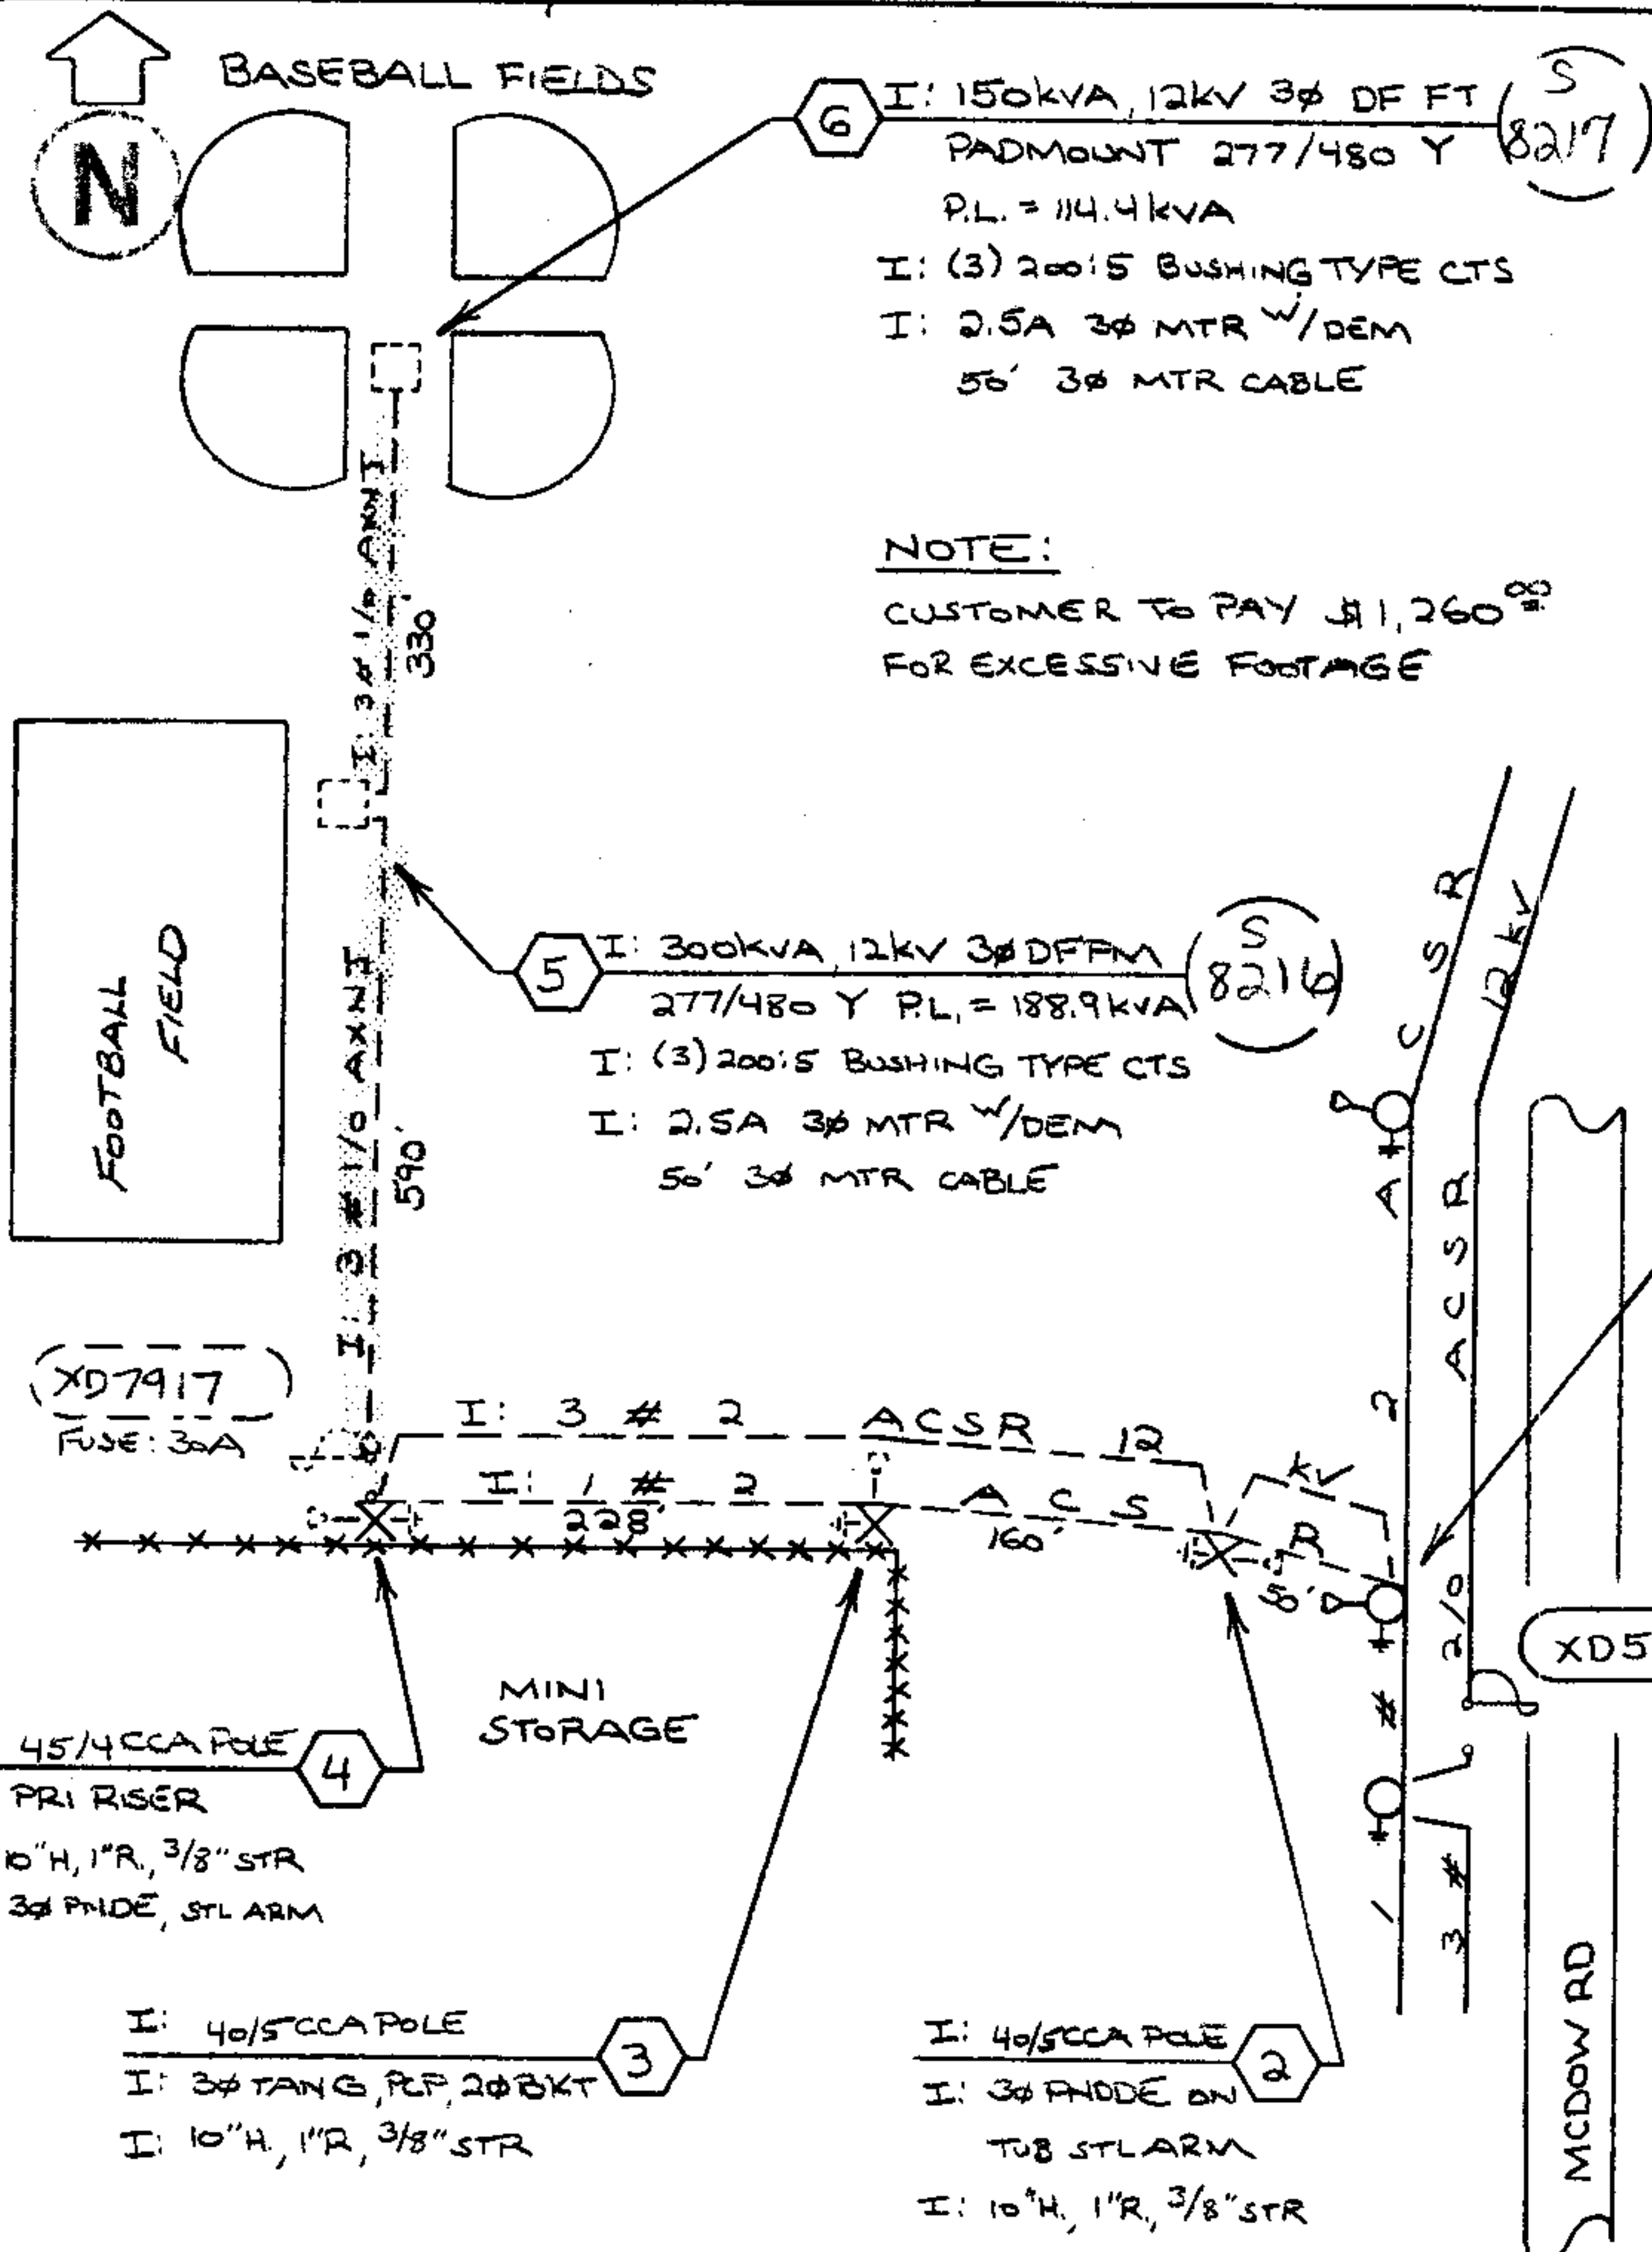 BASEBALL FIELDS
N
6
I: 150kVA, 12kV 3ø DF FT
PADMOUNT 277/480 Y
P.L. = 114.4kVA
I: (3) 200:5 BUSHING TYPE CTS
I: 2.5A 3ø MTR W/DEM
50' 3ø MTR CABLE
S
8217
I: 3# 1/0 AXNJ
330'
NOTE:
CUSTOMER TO PAY $1,260.00
FOR EXCESSIVE FOOTAGE
FOOTBALL
FIELD
5
I: 300kVA, 12kV 3ø DFFM
277/480 Y P.L. = 188.9kVA
I: (3) 200:5 BUSHING TYPE CTS
I: 2.5A 3ø MTR W/DEM
50' 3ø MTR CABLE
S
8216
I: 3 # 1/0 AXNJ
590'
XD7917
FUSE: 30A
I: 3 # 2 ACSR 12 kV
I: 1 # 2 ACSR
228'
160'
50'
1 # 2 ACSR
3 # 2/0 ACSR 12kV
XD5
MINI
STORAGE
45/4 CCA POLE
4
PRI RISER
10"H, 1"R, 3/8" STR
3ø PNDE, STL ARM
I: 40/5 CCA POLE
3
I: 3ø TANG, PCP, 2ø BKT
I: 10"H, 1"R, 3/8" STR
I: 40/5 CCA POLE
2
I: 3ø PNDDE ON
TUB STL ARM
I: 10"H, 1"R, 3/8" STR
MCDOW RD